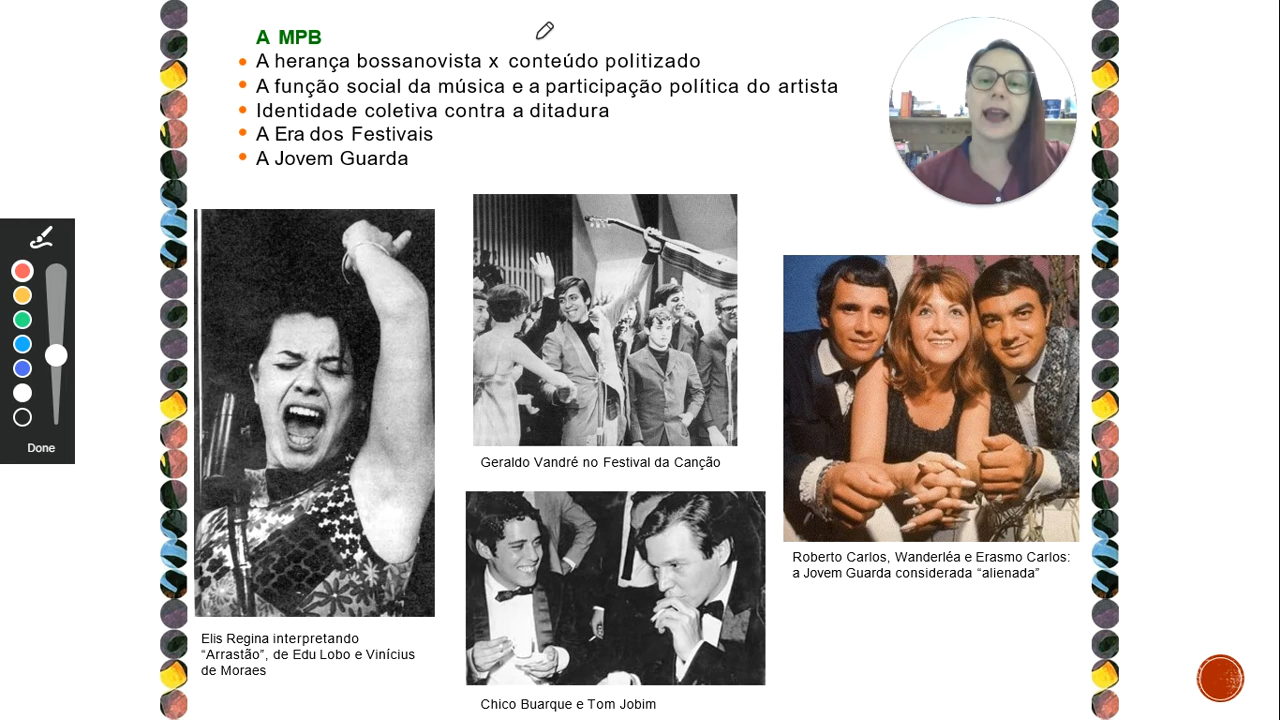 A MPB
A herança bossanovista x conteúdo politizado
A função social da música e a participação política do artista
Identidade coletiva contra a ditadura
A Era dos Festivais
A Jovem Guarda
Done
Geraldo Vandré no Festival da Canção
Roberto Carlos, Wanderléa e Erasmo Carlos:
a Jovem Guarda considerada “alienada”
Elis Regina interpretando
“Arrastão”, de Edu Lobo e Vinícius
de Moraes
Chico Buarque e Tom Jobim